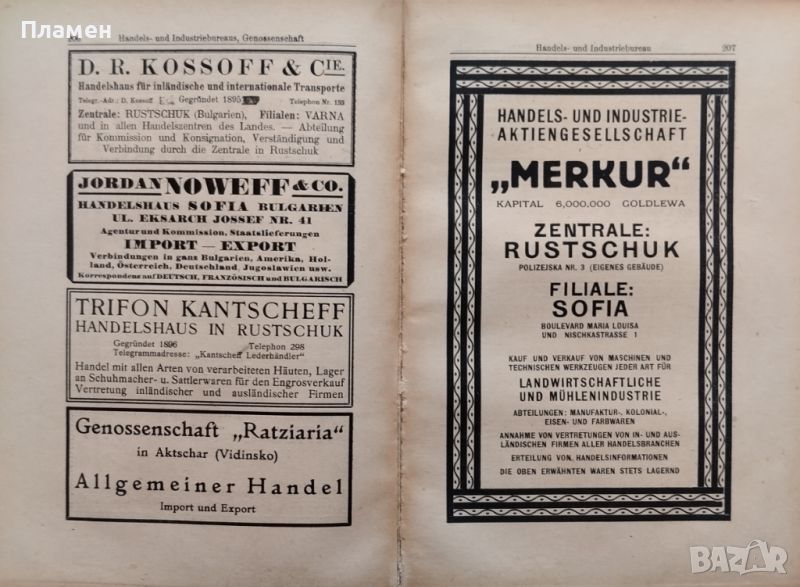 Пламен
Handels- und Industriebureaus, Genossenschaft
D. R. KOSSOFF & CIE.
Handelshaus für inländische und internationale Transporte
Telegr.-Adr.: D. Kossoff Gegründet 1895 Telephon Nr. 155
Zentrale: RUSTSCHUK (Bulgarien), Filialen: VARNA
und in allen Handelszentren des Landes. — Abteilung
für Kommission und Konsignation, Verständigung und
Verbindung durch die Zentrale in Rustschuk
JORDAN NOWEFF & CO.
HANDELSHAUS SOFIA BULGARIEN
UL. EKSARCH JOSSEF NR. 41
Agentur und Kommission, Staatslieferungen
IMPORT — EXPORT
Verbindungen in ganz Bulgarien, Amerika, Hol-
land, Österreich, Deutschland, Jugoslawien usw.
Korrespondenz auf DEUTSCH, FRANZÖSISCH und BULGARISCH
TRIFON KANTSCHEFF
HANDELSHAUS IN RUSTSCHUK
Gegründet 1896 Telephon 298
Telegrammadresse: „Kantscheff Lederhändler"
Handel mit allen Arten von verarbeiteten Häuten, Lager
an Schuhmacher- u. Sattlerwaren für den Engrosverkauf
Vertretung inländischer und ausländischer Firmen
Genossenschaft „Ratziaria"
in Aktschar (Vidinsko)
Allgemeiner Handel
Import und Export
Handels- und Industriebureau 207
HANDELS- UND INDUSTRIE-
AKTIENGESELLSCHAFT
„MERKUR"
KAPITAL 6,000.000 GOLDLEWA
ZENTRALE:
RUSTSCHUK
POLIZEJSKA NR. 3 (EIGENES GEBÄUDE)
FILIALE:
SOFIA
BOULEVARD MARIA LOUISA
UND NISCHKASTRASSE 1
KAUF UND VERKAUF VON MASCHINEN UND
TECHNISCHEN WERKZEUGEN JEDER ART FÜR
LANDWIRTSCHAFTLICHE
UND MÜHLENINDUSTRIE
ABTEILUNGEN: MANUFAKTUR-, KOLONIAL-,
EISEN- UND FARBWAREN
ANNAHME VON VERTRETUNGEN VON IN- UND AUS-
LÄNDISCHEN FIRMEN ALLER HANDELSBRANCHEN
ERTEILUNG VON HANDELSINFORMATIONEN
DIE OBEN ERWÄHNTEN WAREN STETS LAGERND
BAZAR